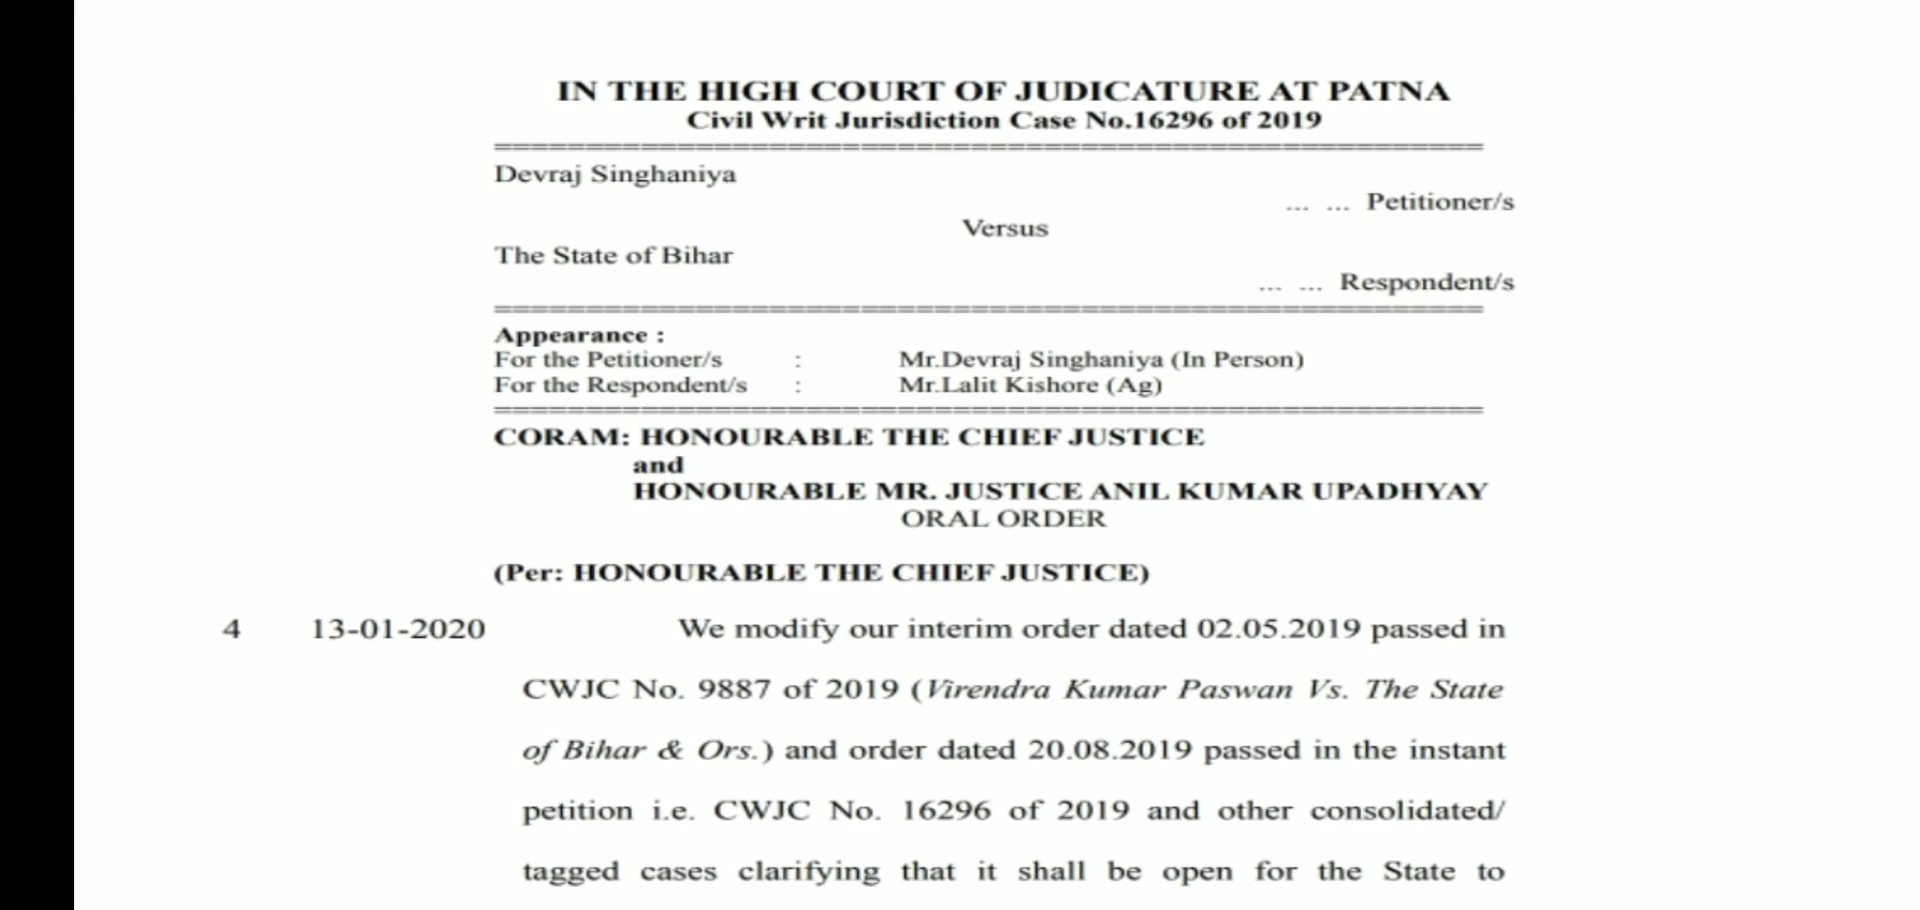 IN THE HIGH COURT OF JUDICATURE AT PATNA
Civil Writ Jurisdiction Case No.16296 of 2019
======================================================
Devraj Singhaniya
... ... Petitioner/s
Versus
The State of Bihar
... ... Respondent/s
======================================================
Appearance :
For the Petitioner/s : Mr.Devraj Singhaniya (In Person)
For the Respondent/s : Mr.Lalit Kishore (Ag)
======================================================
CORAM: HONOURABLE THE CHIEF JUSTICE
and
HONOURABLE MR. JUSTICE ANIL KUMAR UPADHYAY
ORAL ORDER
(Per: HONOURABLE THE CHIEF JUSTICE)
4 13-01-2020 We modify our interim order dated 02.05.2019 passed in
CWJC No. 9887 of 2019 (Virendra Kumar Paswan Vs. The State
of Bihar & Ors.) and order dated 20.08.2019 passed in the instant
petition i.e. CWJC No. 16296 of 2019 and other consolidated/
tagged cases clarifying that it shall be open for the State to